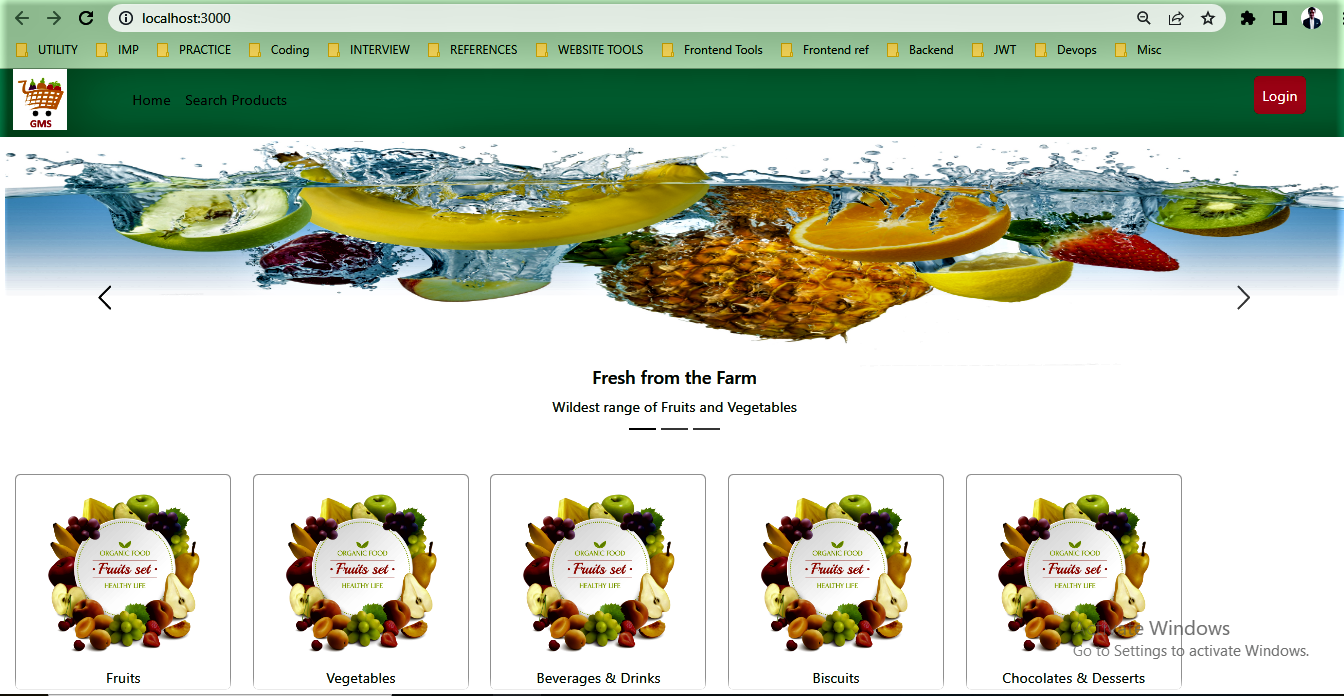 localhost:3000
UTILITY IMP PRACTICE Coding INTERVIEW REFERENCES WEBSITE TOOLS Frontend Tools Frontend ref Backend JWT Devops Misc
GMS
Home Search Products Login
Fresh from the Farm
Wildest range of Fruits and Vegetables
ORGANIC FOOD ORGANIC FOOD ORGANIC FOOD ORGANIC FOOD ORGANIC FOOD
· Fruits set · · Fruits set · · Fruits set · · Fruits set · · Fruits set ·
HEALTHY LIFE HEALTHY LIFE HEALTHY LIFE HEALTHY LIFE HEALTHY LIFE
Activate Windows
Go to Settings to activate Windows.
Fruits Vegetables Beverages & Drinks Biscuits Chocolates & Desserts